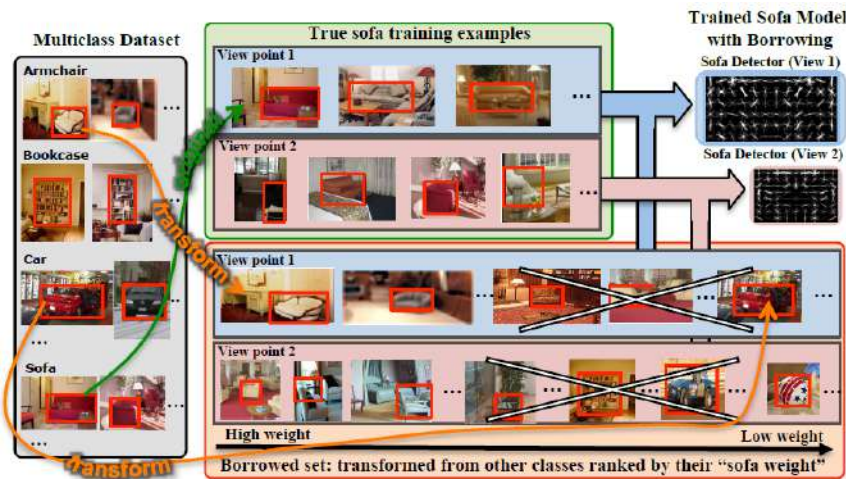 Multiclass Dataset
Armchair
...
Bookcase
Car
...
...
Sofa
...
...
True sofa training examples
View point 1
...
View point 2
...
Trained Sofa Model
with Borrowing
Sofa Detector (View 1)
Sofa Detector (View 2)
transform
View point 1
...
...
...
View point 2
...
...
...
...
High weight
Low weight
transform
Borrowed set: transformed from other classes ranked by their “sofa weight”